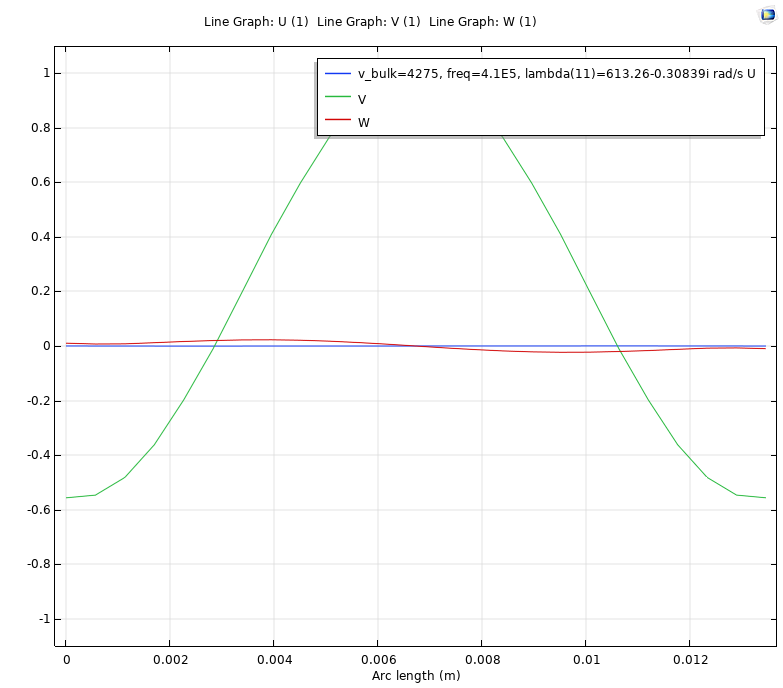 Line Graph: U (1) Line Graph: V (1) Line Graph: W (1)
v_bulk=4275, freq=4.1E5, lambda(11)=613.26-0.30839i rad/s U
V
W
1
0.8
0.6
0.4
0.2
0
-0.2
-0.4
-0.6
-0.8
-1
0 0.002 0.004 0.006 0.008 0.01 0.012
Arc length (m)